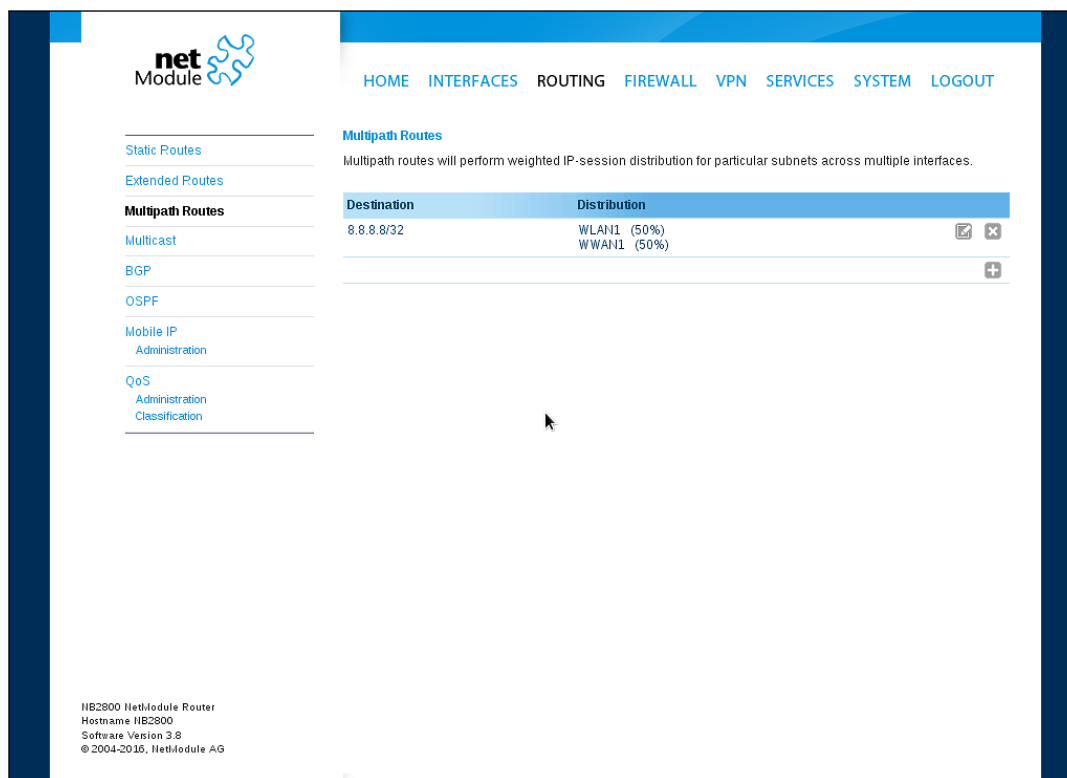 net
Module
HOME INTERFACES ROUTING FIREWALL VPN SERVICES SYSTEM LOGOUT
Static Routes
Extended Routes
Multipath Routes
Multicast
BGP
OSPF
Mobile IP
Administration
QoS
Administration
Classification
Multipath Routes
Multipath routes will perform weighted IP-session distribution for particular subnets across multiple interfaces.
Destination Distribution
8.8.8.8/32 WLAN1 (50%)
WWAN1 (50%)
NB2800 NetModule Router
Hostname NB2800
Software Version 3.8
© 2004-2016, NetModule AG